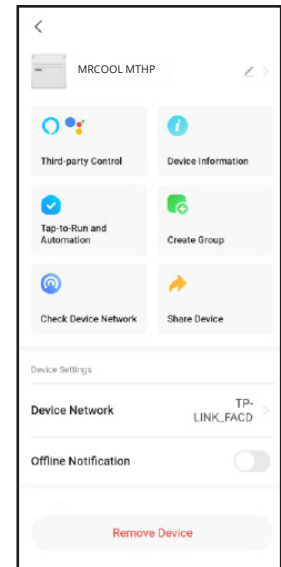 MRCOOL MTHP
Third-party Control
Device Information
Tap-to-Run and
Automation
Create Group
Check Device Network
Share Device
Device Settings
Device Network
TP-
LINK_FACD
Offline Notification
Remove Device